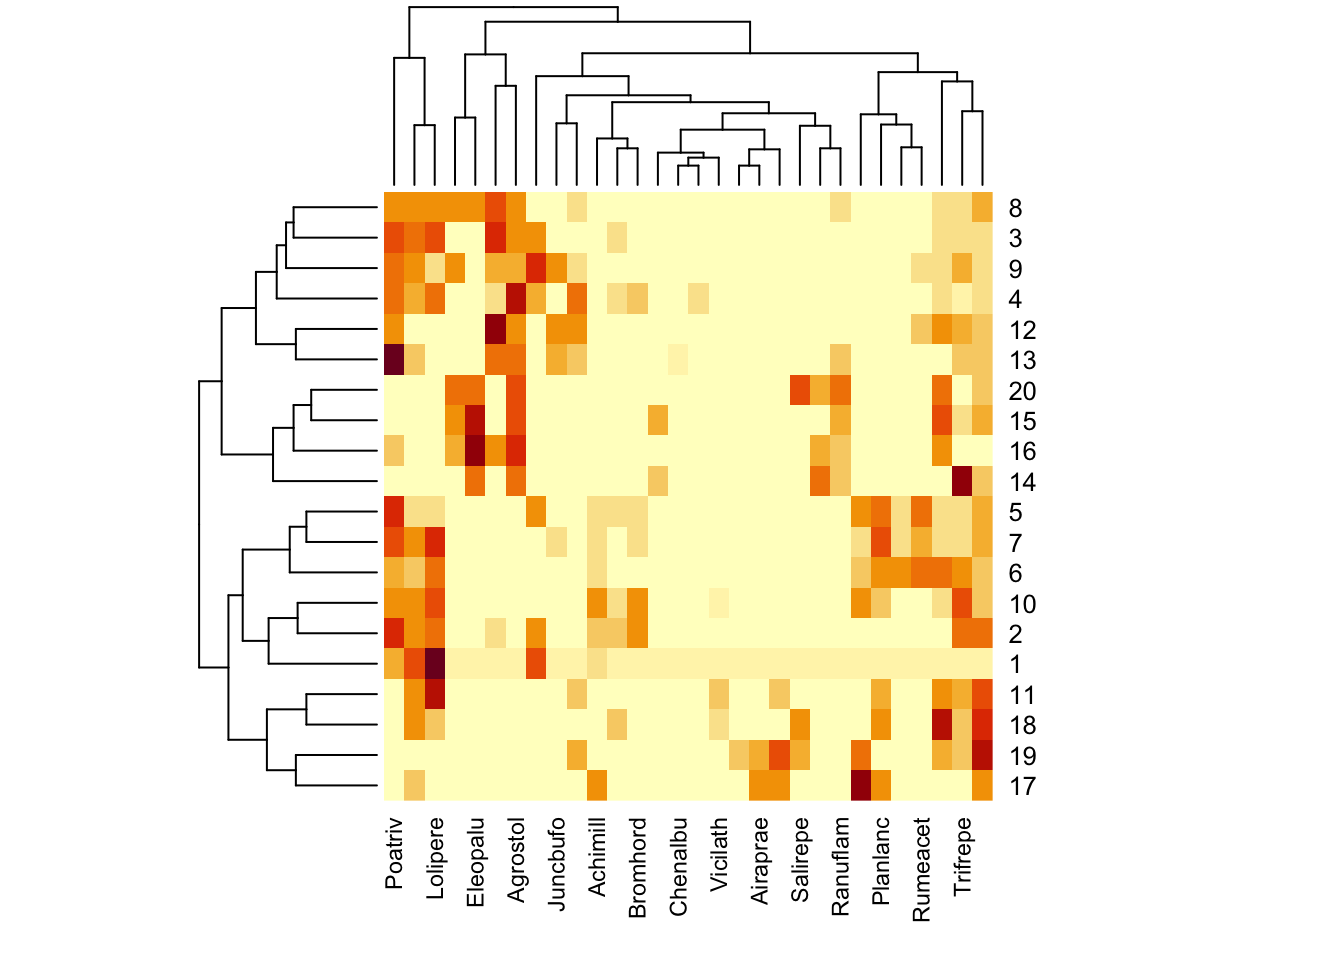 8
3
9
4
12
13
20
15
16
14
5
7
6
10
2
1
11
18
19
17
Poatriv
Lolipere
Eleopalu
Agrostol
Juncbufo
Achimill
Bromhord
Chenalbu
Vicilath
Airaprae
Salirepe
Ranuflam
Planlanc
Rumeacet
Trifrepe